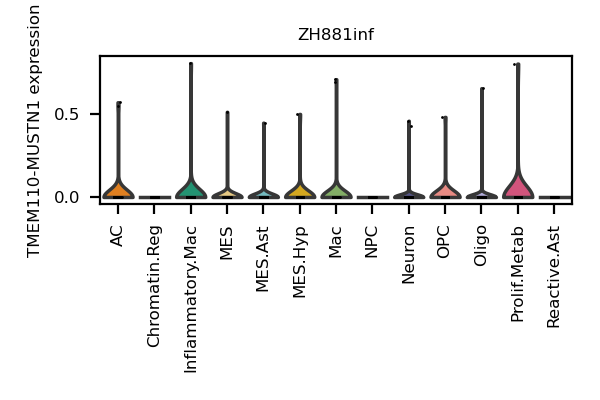 ZH881inf
TMEM110-MUSTN1 expression
0.5
0.0
AC
Chromatin.Reg
Inflammatory.Mac
MES
MES.Ast
MES.Hyp
Mac
NPC
Neuron
OPC
Oligo
Prolif.Metab
Reactive.Ast